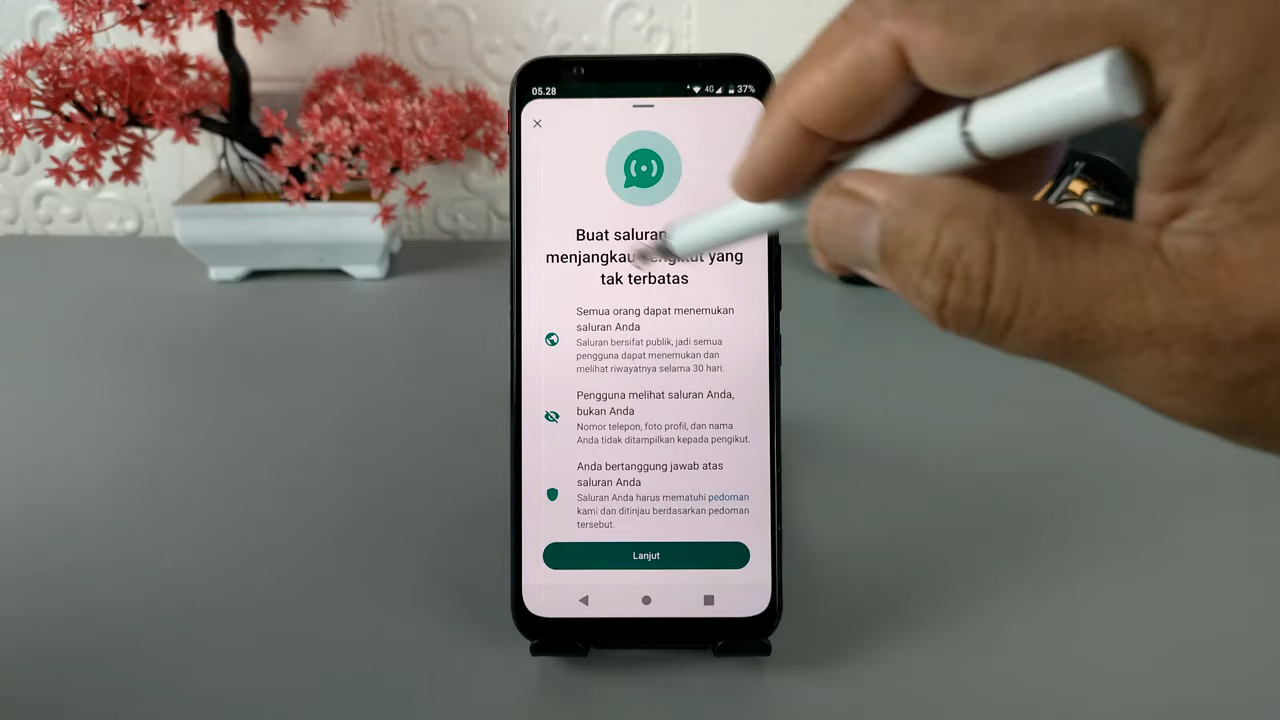 05.28
4G
37%
Buat saluran
menjangkau yang
tak terbatas
Semua orang dapat menemukan
saluran Anda
Saluran bersifat publik, jadi semua
pengguna dapat menemukan dan
melihat riwayatnya selama 30 hari.
Pengguna melihat saluran Anda,
bukan Anda
Nomor telepon, foto profil, dan nama
Anda tidak ditampilkan kepada pengikut.
Anda bertanggung jawab atas
saluran Anda
Saluran Anda harus mematuhi pedoman
kami dan ditinjau berdasarkan pedoman
tersebut.
Lanjut